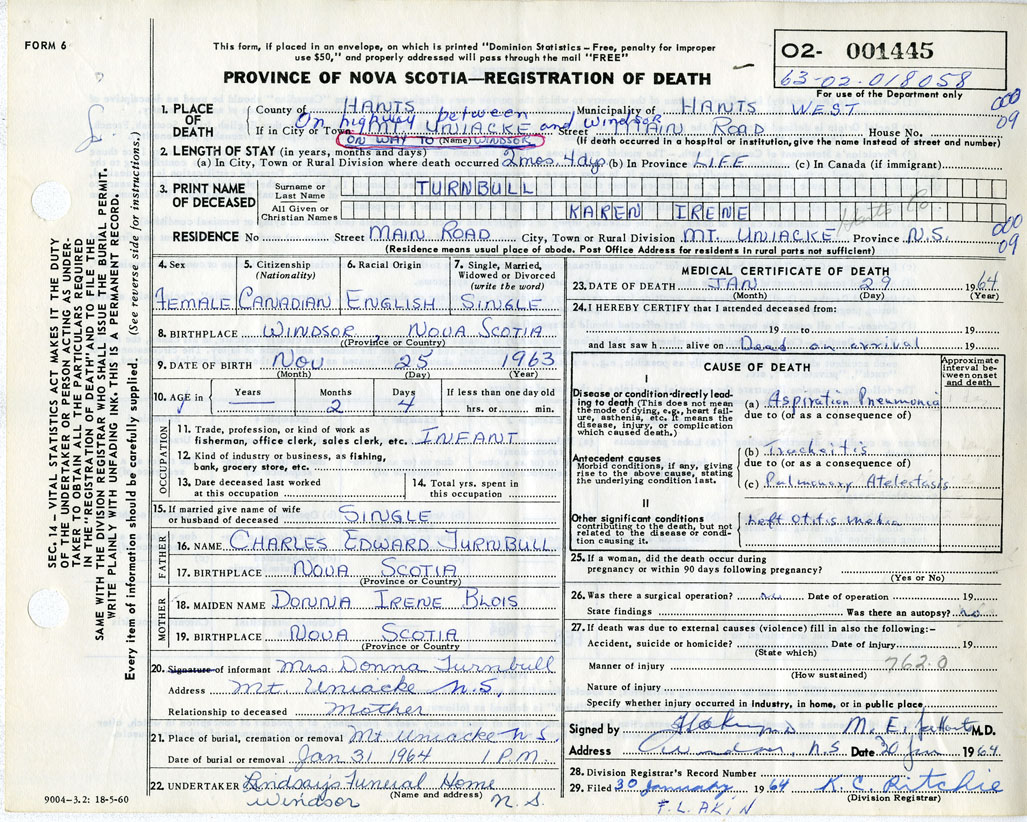 FORM 6
This form, if placed in an envelope, on which is printed "Dominion Statistics – Free, penalty for improper
use $50," and properly addressed will pass through the mail "FREE"
PROVINCE OF NOVA SCOTIA—REGISTRATION OF DEATH
O2- 001445
63-02-018058
For use of the Department only
SEC. 14 – VITAL STATISTICS ACT MAKES IT THE DUTY
OF THE UNDERTAKER OR PERSON ACTING AS UNDER-
TAKER TO OBTAIN ALL THE PARTICULARS REQUIRED
IN THE "REGISTRATION OF DEATH" AND TO FILE THE
SAME WITH THE DIVISION REGISTRAR WHO SHALL ISSUE THE BURIAL PERMIT.
WRITE PLAINLY WITH UNFADING INK. THIS IS A PERMANENT RECORD.
Every item of information should be carefully supplied. (See reverse side for instructions.)
1. PLACE OF DEATH
County of HANTS Municipality of HANTS WEST
000 09
On highway between and Windsor
If in City or Town MT. UNIACKE Street MAIN ROAD House No.
ON WAY TO (Name) WINDSOR (If death occurred in a hospital or institution, give the name instead of street and number)
2. LENGTH OF STAY (in years, months and days)
(a) In City, Town or Rural Division where death occurred 2 mos. 4 dys (b) In Province LIFE (c) In Canada (if immigrant)
3. PRINT NAME OF DECEASED
Surname or Last Name TURNBULL
All Given or Christian Names KAREN IRENE
Hants Co.
000 09
RESIDENCE No Street MAIN ROAD City, Town or Rural Division MT. UNIACKE Province N.S.
(Residence means usual place of abode. Post Office Address for residents in rural parts not sufficient)
4. Sex FEMALE
5. Citizenship (Nationality) CANADIAN
6. Racial Origin ENGLISH
7. Single, Married, Widowed or Divorced (write the word) SINGLE
8. BIRTHPLACE WINDSOR, NOVA SCOTIA
(Province or Country)
9. DATE OF BIRTH NOV 25 1963
(Month) (Day) (Year)
10. AGE in Years — Months 2 Days 4 If less than one day old hrs. or min.
OCCUPATION
11. Trade, profession, or kind of work as
fisherman, office clerk, sales clerk, etc. INFANT
12. Kind of industry or business, as fishing,
bank, grocery store, etc.
13. Date deceased last worked
at this occupation
14. Total yrs. spent in
this occupation
15. If married give name of wife
or husband of deceased SINGLE
FATHER
16. NAME CHARLES EDWARD TURNBULL
17. BIRTHPLACE NOVA SCOTIA
(Province or Country)
MOTHER
18. MAIDEN NAME DONNA IRENE BLOIS
19. BIRTHPLACE NOVA SCOTIA
(Province or Country
20. Signature of informant Mrs Donna Turnbull
Address Mt Uniacke N.S.,
Relationship to deceased Mother
21. Place of burial, cremation or removal Mt Uniacke N.S.
Date of burial or removal Jan 31 1964 1 P.M.
22. UNDERTAKER Lindsay's Funeral Home
(Name and address)
Windsor N.S.
9004–3.2: 18-5-60
MEDICAL CERTIFICATE OF DEATH
23. DATE OF DEATH JAN 29 1964
(Month) (Day) (Year)
24. I HEREBY CERTIFY that I attended deceased from:
19 to 19
and last saw h alive on Dead on arrival 19
CAUSE OF DEATH
Approximate interval between onset and death
I
Disease or condition directly lead-
ing to death (This does not mean
the mode of dying, e.g., heart fail-
ure, asthenia, etc. It means the
disease, injury, or complication
which caused death.)
(a) Aspiration Pneumonia
due to (or as a consequence of)
Antecedent causes
Morbid conditions, if any, giving
rise to the above cause, stating
the underlying condition last.
(b) Tracheitis
due to (or as a consequence of)
(c) Pulmonary Atelectasis
II
Other significant conditions
contributing to the death, but not
related to the disease or condi-
tion causing it.
Left Otitis media
25. If a woman, did the death occur during
pregnancy or within 90 days following pregnancy?
(Yes or No)
26. Was there a surgical operation? no Date of operation 19
State findings Was there an autopsy? no
27. If death was due to external causes (violence) fill in also the following:–
Accident, suicide or homicide? Date of injury 19
(State which)
Manner of injury 762.0
(How sustained)
Nature of injury
Specify whether injury occurred in industry, in home, or in public place
Signed by M.D. M. E. M.D.
Address Windsor, N.S. Date 30 Jan 1964
28. Division Registrar's Record Number
29. Filed 30 January 1964 K. C. Ritchie
(Division Registrar)
F. L. AKIN